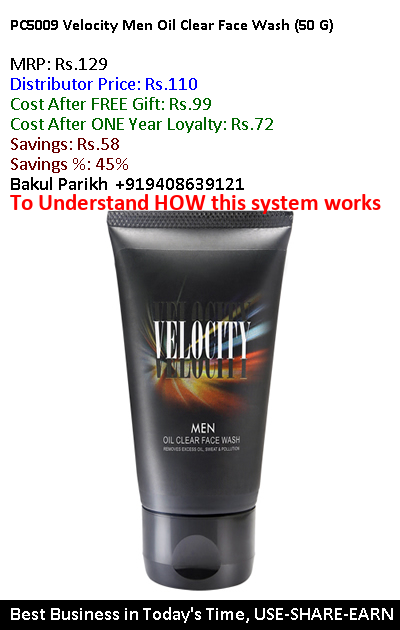 PC5009 Velocity Men Oil Clear Face Wash (50 G)
MRP: Rs.129
Distributor Price: Rs.110
Cost After FREE Gift: Rs.99
Cost After ONE Year Loyalty: Rs.72
Savings: Rs.58
Savings %: 45%
Bakul Parikh +919408639121
To Understand HOW this system works
VELOCITY
VELOCITY
MEN
OIL CLEAR FACE WASH
REMOVES EXCESS OIL, SWEAT & POLLUTION
Best Business in Today's Time, USE-SHARE-EARN